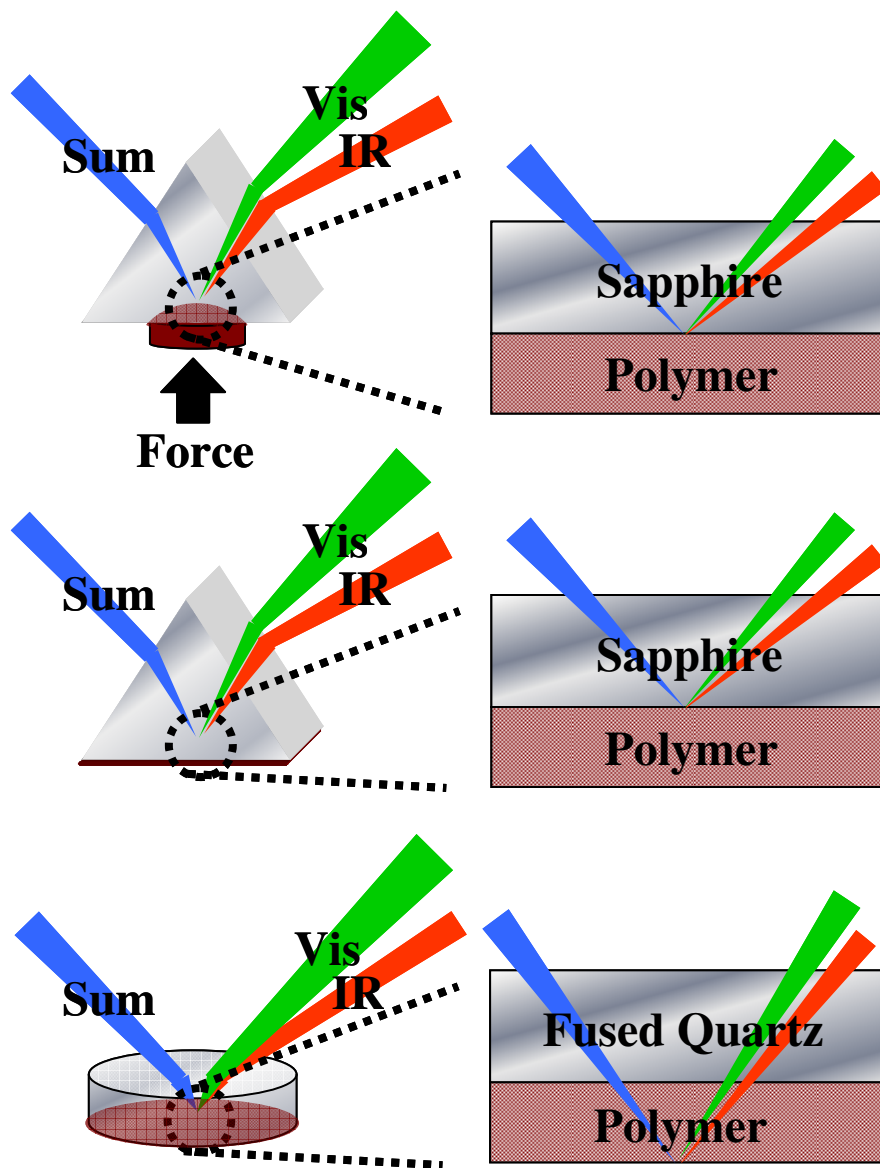 Vis
IR
Sum
Sapphire
Polymer
Force
Vis
IR
Sum
Sapphire
Polymer
Vis
IR
Sum
Fused Quartz
Polymer